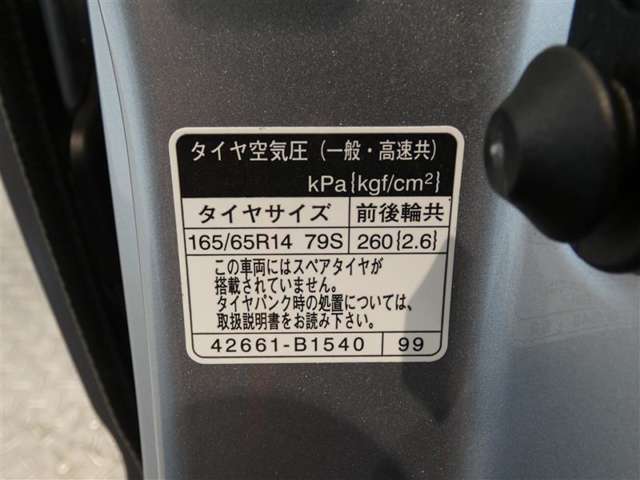 タイヤ空気圧（一般・高速共）
kPa{kgf/cm²}
タイヤサイズ 前後輪共
165/65R14 79S 260{2.6}
この車両にはスペアタイヤが
搭載されていません。
タイヤパンク時の処置については、
取扱説明書をお読み下さい。
42661-B1540 99